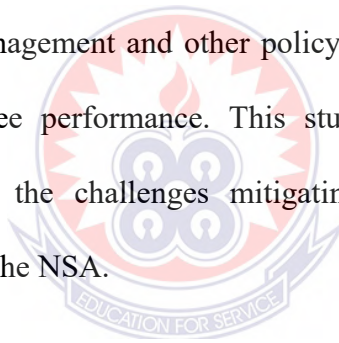 nagement and other policy
ee performance. This stu
the challenges mitigatin
he NSA.
EDUCATION FOR SERVICE